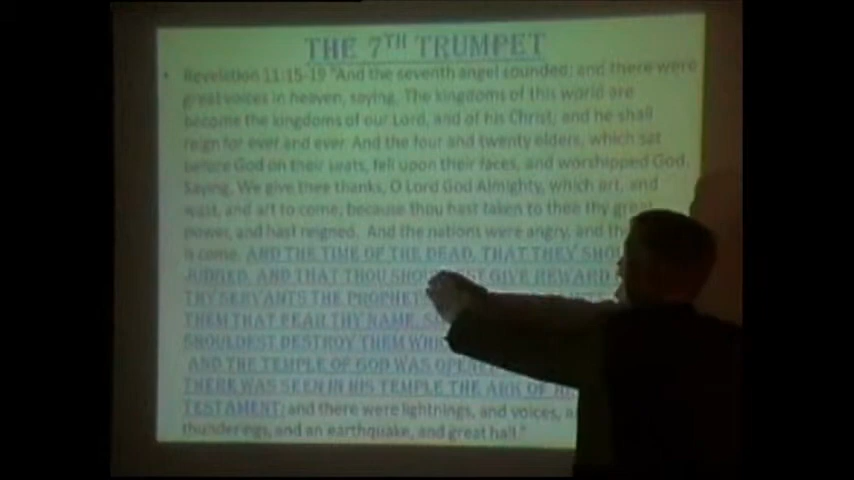 THE 7TH TRUMPET
• Revelation 11:15-19 "And the seventh angel sounded; and there were
great voices in heaven, saying, The kingdoms of this world are
become the kingdoms of our Lord, and of his Christ; and he shall
reign for ever and ever. And the four and twenty elders, which sat
before God on their seats, fell upon their faces, and worshipped God,
Saying, We give thee thanks, O Lord God Almighty, which art, and
wast, and art to come; because thou hast taken to thee thy great
power, and hast reigned. And the nations were angry, and
is come, AND THE TIME OF THE DEAD, THAT THEY
JUDGED, AND THAT THOU GIVE REWARD
THY SERVANTS THE
THEM THAT FEAR THY NAME,
SHOULDEST DESTROY THEM
AND THE TEMPLE OF GOD WAS
THERE WAS SEEN IN HIS TEMPLE THE ARK OF
TESTAMENT: and there were lightnings, and voices,
thunderings, and an earthquake, and great hail."